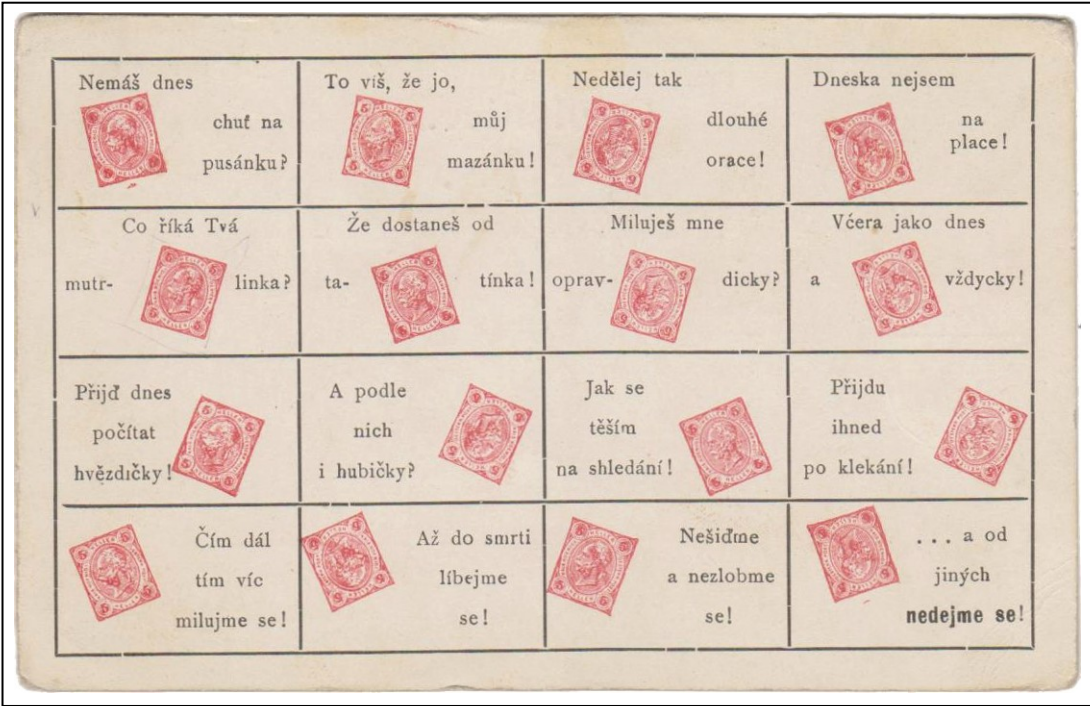 Nemáš dnes
chuť na
pusánku?
To víš, že jo,
můj
mazánku!
Nedělej tak
dlouhé
orace!
Dneska nejsem
na
place!
Co říká Tvá
mutr- linka?
Že dostaneš od
ta- tínka!
Miluješ mne
oprav- dicky?
Vćera jako dnes
a vždycky!
Přijď dnes
počítat
hvězdičky!
A podle
nich
i hubičky?
Jak se
těším
na shledání!
Přijdu
ihned
po klekání!
Čím dál
tím víc
milujme se!
Až do smrti
líbejme
se!
Nešiďme
a nezlobme
se!
... a od
jiných
nedejme se!